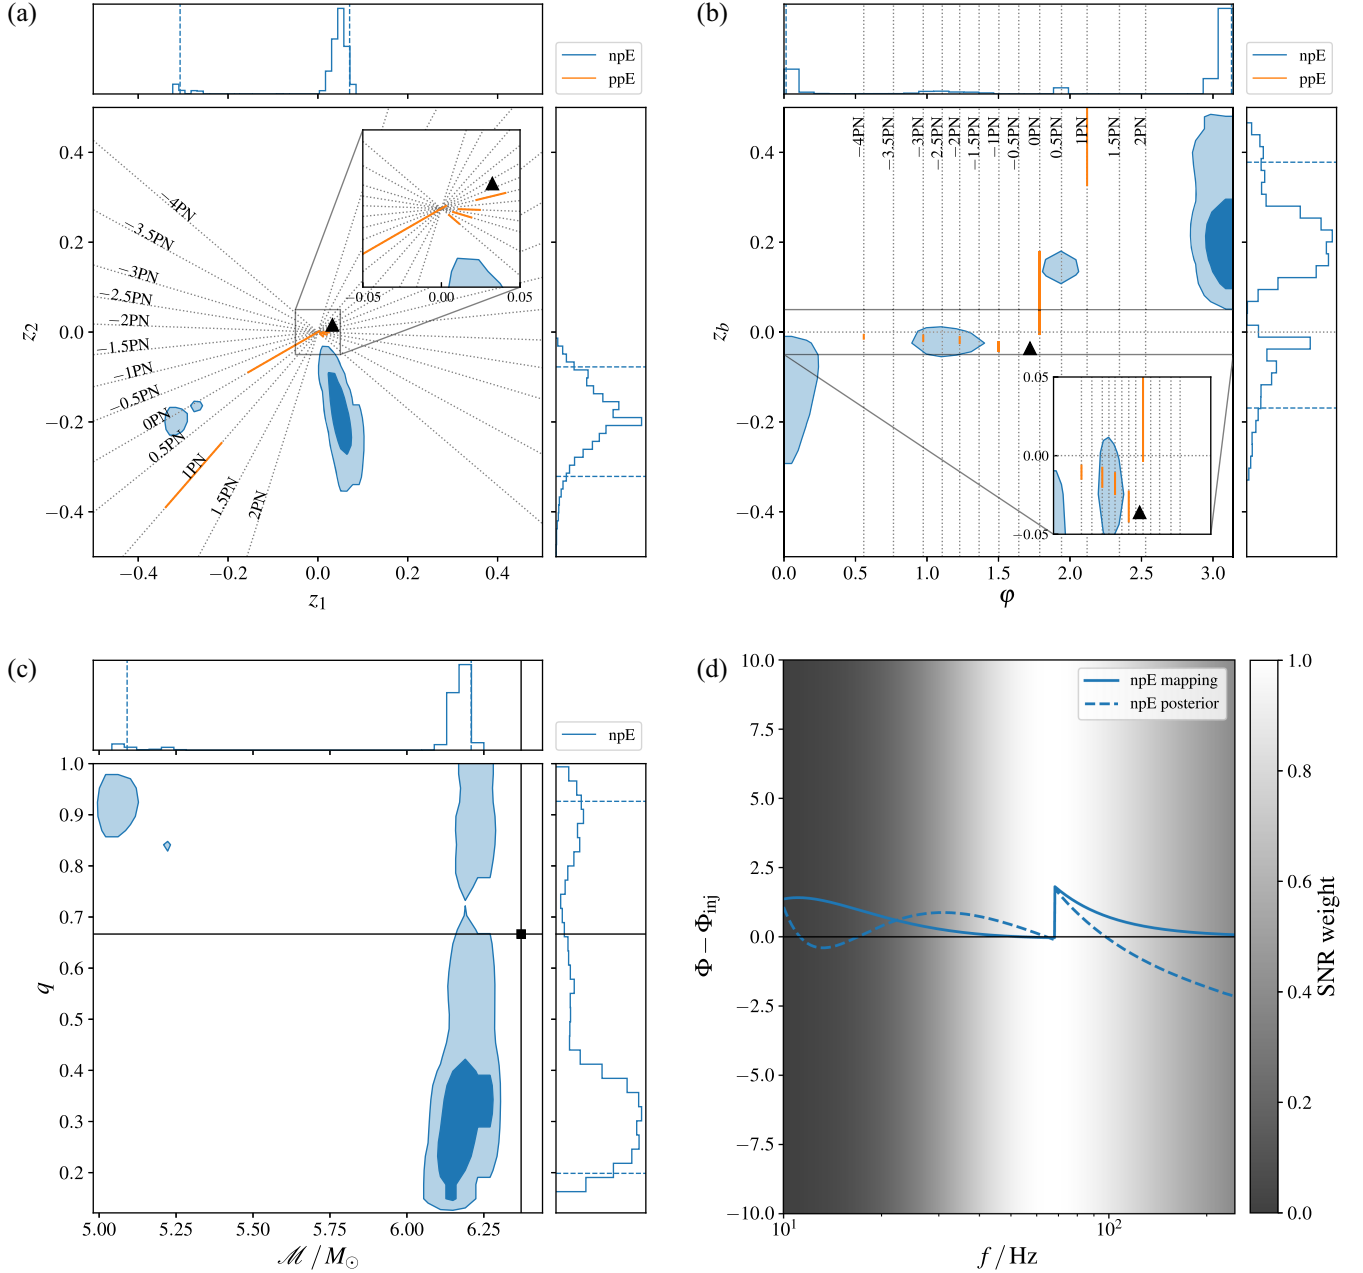 (a)
npE
ppE
0.4
0.2
0.0
−0.2
−0.4
z₂
−4PN
−3.5PN
−3PN
−2.5PN
−2PN
−1.5PN
−1PN
−0.5PN
0PN
0.5PN
1PN
1.5PN
2PN
−0.05
0.00
0.05
−0.4
−0.2
0.0
0.2
0.4
z₁
(b)
npE
ppE
0.4
0.2
0.0
−0.2
−0.4
z_b
−4PN
−3.5PN
−3PN
−2.5PN
−2PN
−1.5PN
−1PN
−0.5PN
0PN
0.5PN
1PN
1.5PN
2PN
0.05
0.00
−0.05
0.0
0.5
1.0
1.5
2.0
2.5
3.0
φ
(c)
npE
1.0
0.9
0.8
0.7
0.6
0.5
0.4
0.3
0.2
q
5.00
5.25
5.50
5.75
6.00
6.25
ℳ / M⊙
(d)
npE mapping
npE posterior
10.0
7.5
5.0
2.5
0.0
−2.5
−5.0
−7.5
−10.0
Φ − Φ_inj
10¹
10²
f / Hz
1.0
0.8
0.6
0.4
0.2
0.0
SNR weight